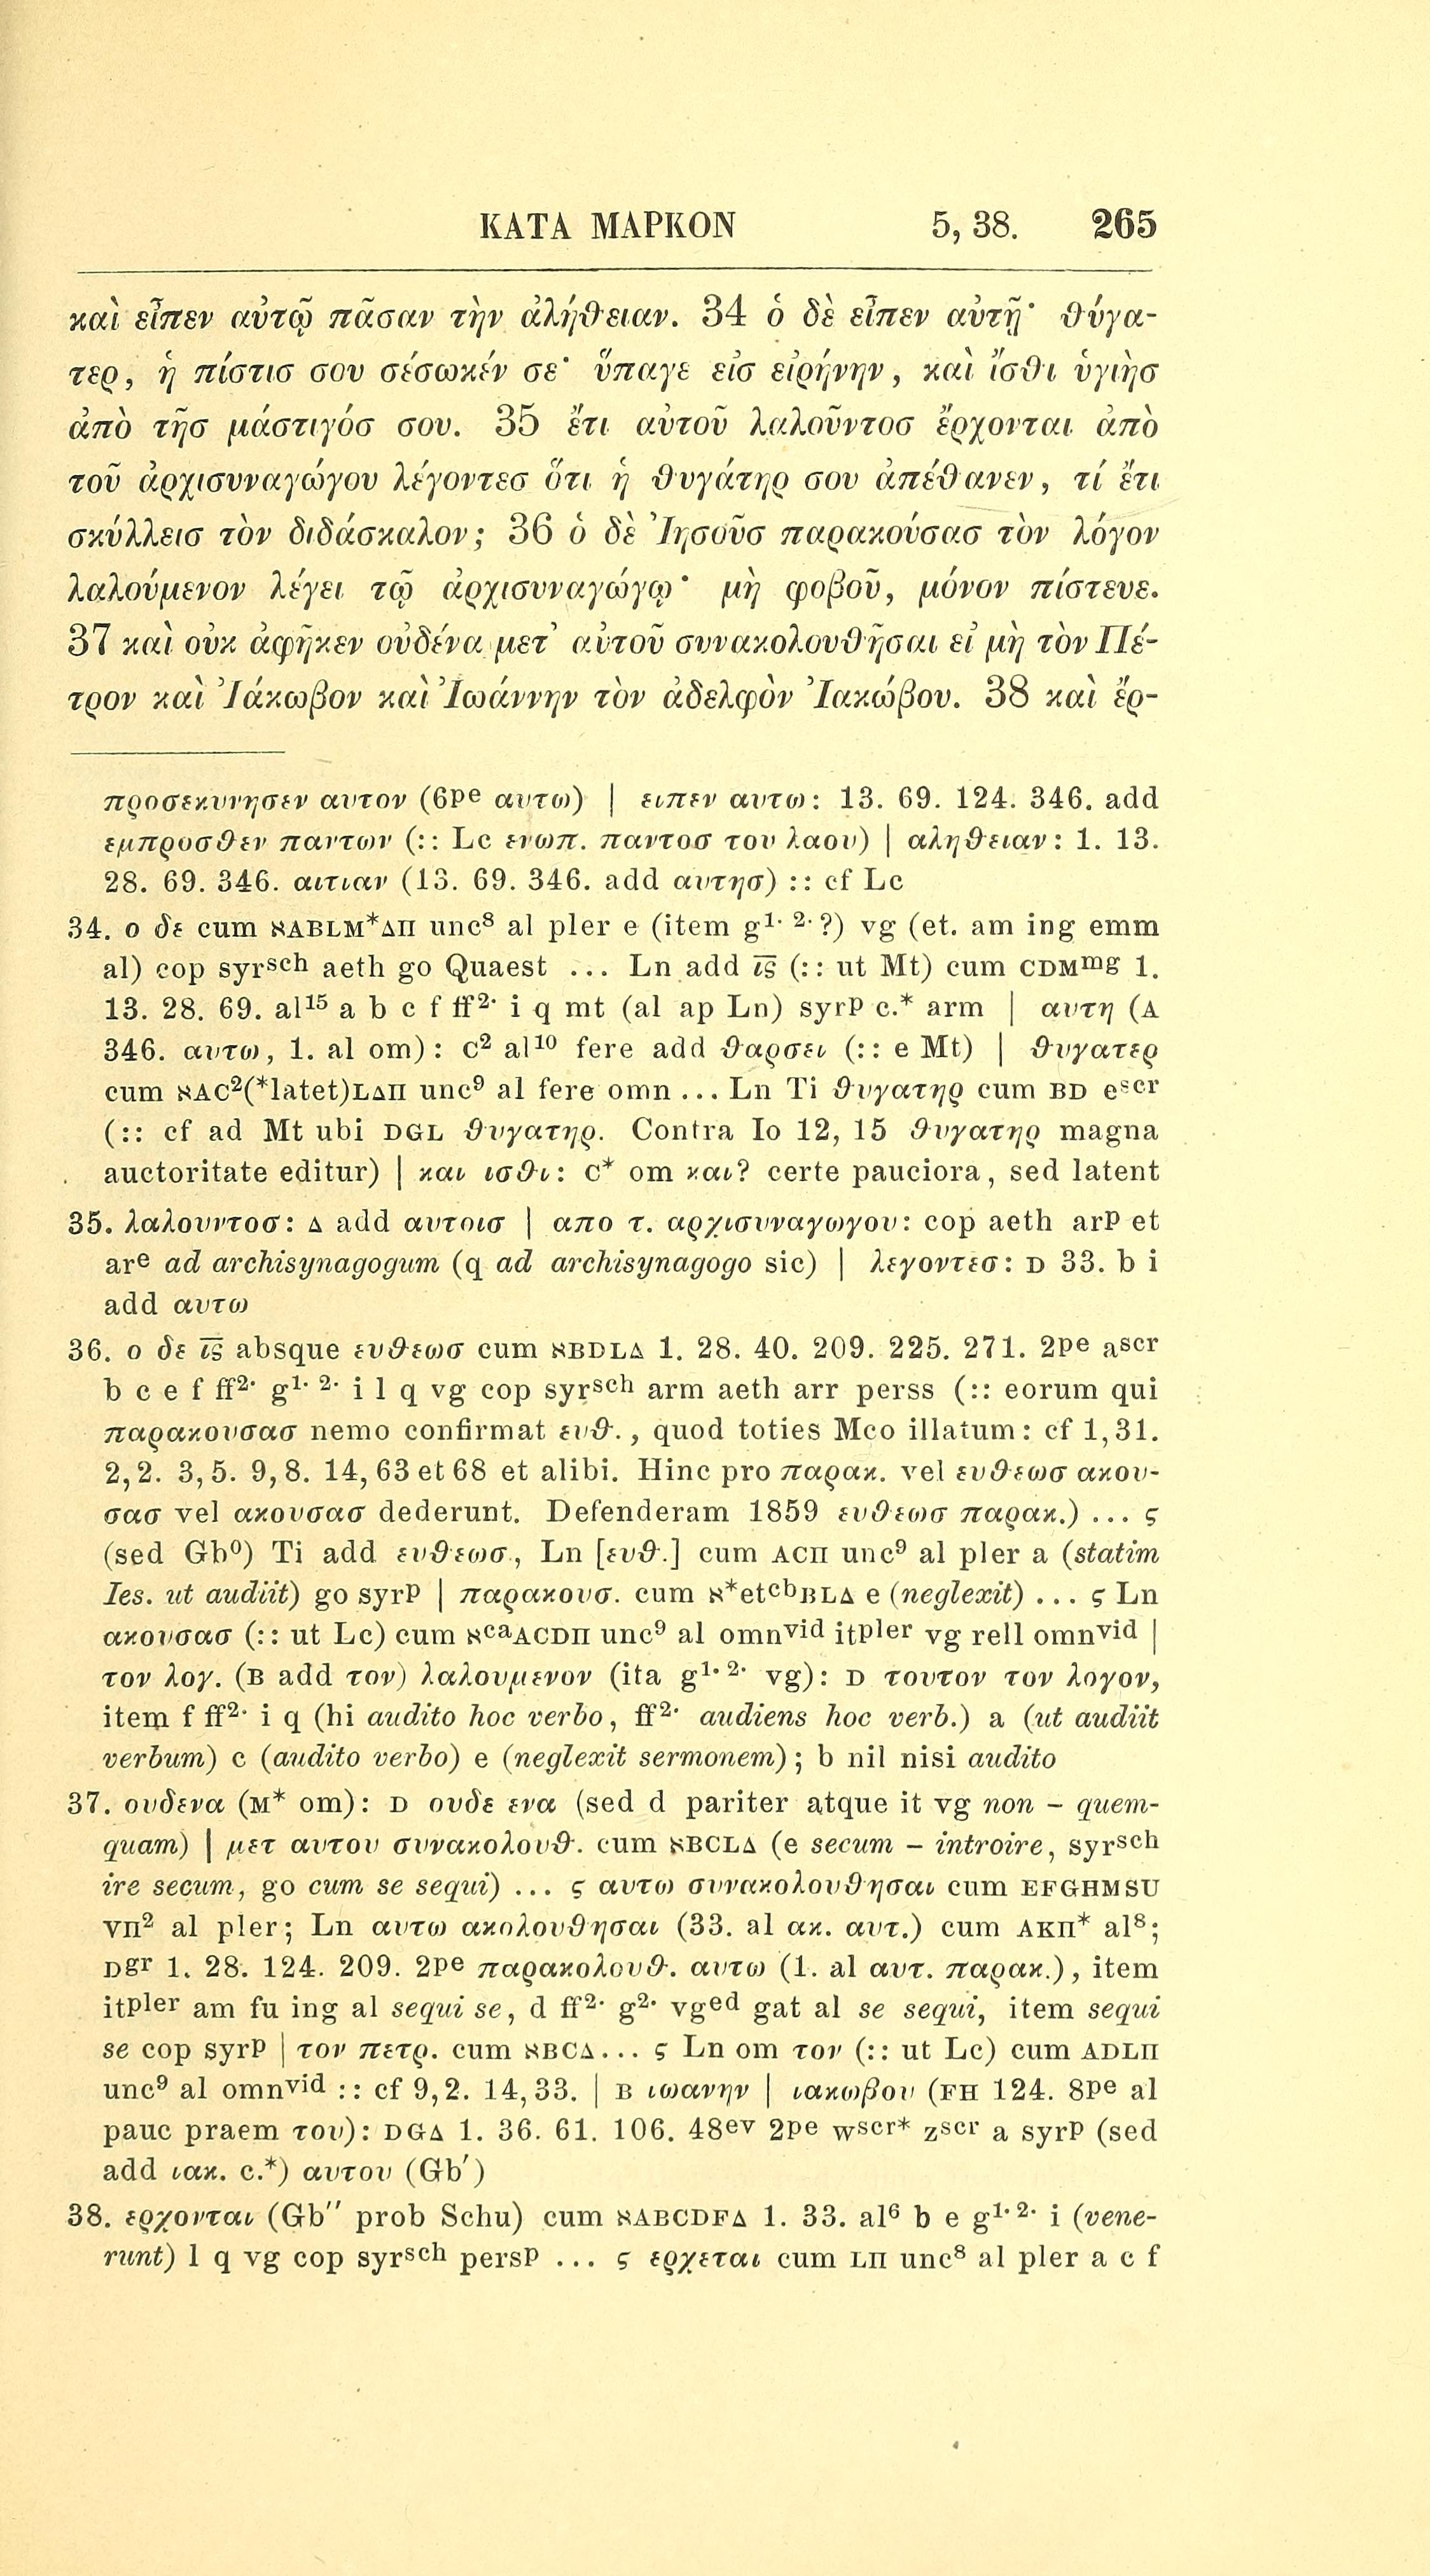 ΚΑΤΑ ΜΑΡΚΟΝ 5, 38. 265
καὶ εἶπεν αὐτῷ πᾶσαν τὴν ἀλήθειαν. 34 ὁ δὲ εἶπεν αὐτῇ· θύγα-
τερ, ἡ πίστισ σου σέσωκέν σε· ὕπαγε εἰσ εἰρήνην, καὶ ἴσθι ὑγιὴσ
ἀπὸ τῆσ μάστιγόσ σου. 35 ἔτι αὐτοῦ λαλοῦντοσ ἔρχονται ἀπὸ
τοῦ ἀρχισυναγώγου λέγοντεσ ὅτι ἡ θυγάτηρ σου ἀπέθανεν, τί ἔτι
σκύλλεισ τὸν διδάσκαλον; 36 ὁ δὲ Ἰησοῦσ παρακούσασ τὸν λόγον
λαλούμενον λέγει τῷ ἀρχισυναγώγῳ· μὴ φοβοῦ, μόνον πίστευε.
37 καὶ οὐκ ἀφῆκεν οὐδένα μετ᾽ αὐτοῦ συνακολουθῆσαι εἰ μὴ τὸν Πέ-
τρον καὶ Ἰάκωβον καὶ Ἰωάννην τὸν ἀδελφὸν Ἰακώβου. 38 καὶ ἔρ-
προσεκυνησεν αυτον (6pe αυτω) | ειπεν αυτω: 13. 69. 124. 346. add
εμπροσθεν παντων (:: Lc ενωπ. παντοσ του λαου) | αληθειαν: 1. 13.
28. 69. 346. αιτιαν (13. 69. 346. add αυτησ) :: cf Lc
34. ο δε cum ℵABLM*ΔΠ unc⁸ al pler e (item g¹· ²·?) vg (et. am ing emm
al) cop syrsch aeth go Quaest ... Ln add ι̅ς̅ (:: ut Mt) cum CDMmg 1.
13. 28. 69. al¹⁵ a b c f ff²· i q mt (al ap Ln) syrp c.* arm | αυτη (A
346. αυτω, 1. al om): c² al¹⁰ fere add θαρσει (:: e Mt) | θυγατερ
cum ℵAC²(*latet)LΔΠ unc⁹ al fere omn ... Ln Ti θυγατηρ cum BD escr
(:: cf ad Mt ubi DGL θυγατηρ. Contra Io 12, 15 θυγατηρ magna
auctoritate editur) | και ισθι: c* om και? certe pauciora, sed latent
35. λαλουντοσ: Δ add αυτοισ | απο τ. αρχισυναγωγου: cop aeth arp et
are ad archisynagogum (q ad archisynagogo sic) | λεγοντεσ: D 33. b i
add αυτω
36. ο δε ι̅ς̅ absque ευθεωσ cum ℵBDLΔ 1. 28. 40. 209. 225. 271. 2pe ascr
b c e f ff²· g¹· ²· i l q vg cop syrsch arm aeth arr perss (:: eorum qui
παρακουσασ nemo confirmat ευθ., quod toties Mco illatum: cf 1,31.
2,2. 3,5. 9,8. 14,63 et 68 et alibi. Hinc pro παρακ. vel ευθεωσ ακου-
σασ vel ακουσασ dederunt. Defenderam 1859 ευθεωσ παρακ.) ... ς
(sed Gb⁰) Ti add ευθεωσ, Ln [ευθ.] cum ACΠ unc⁹ al pler a (statim
Ies. ut audiit) go syrp | παρακουσ. cum ℵ*etcbBLΔ e (neglexit) ... ς Ln
ακουσασ (:: ut Lc) cum ℵcaACDΠ unc⁹ al omnvid itpler vg rell omnvid |
τον λογ. (B add τον) λαλουμενον (ita g¹· ²· vg): D τουτον τον λογον,
item f ff²· i q (hi audito hoc verbo, ff²· audiens hoc verb.) a (ut audiit
verbum) c (audito verbo) e (neglexit sermonem); b nil nisi audito
37. ουδενα (M* om): D ουδε ενα (sed d pariter atque it vg non – quem-
quam) | μετ αυτου συνακολουθ. cum ℵBCLΔ (e secum – introire, syrsch
ire secum, go cum se sequi) ... ς αυτω συνακολουθησαι cum EFGHMSU
VΠ² al pler; Ln αυτω ακολουθησαι (33. al ακ. αυτ.) cum AKΠ* al⁸;
Dgr 1. 28. 124. 209. 2pe παρακολουθ. αυτω (1. al αυτ. παρακ.), item
itpler am fu ing al sequi se, d ff²· g²· vged gat al se sequi, item sequi
se cop syrp | τον πετρ. cum ℵBCΔ... ς Ln om τον (:: ut Lc) cum ADLΠ
unc⁹ al omnvid :: cf 9,2. 14,33. | B ιωανην | ιακωβου (FH 124. 8pe al
pauc praem του): DGΔ 1. 36. 61. 106. 48ev 2pe wscr* zscr a syrp (sed
add ιακ. c.*) αυτου (Gb′)
38. ερχονται (Gb″ prob Schu) cum ℵABCDFΔ 1. 33. al⁶ b e g¹· ²· i (vene-
runt) l q vg cop syrsch persp ... ς ερχεται cum LΠ unc⁸ al pler a c f